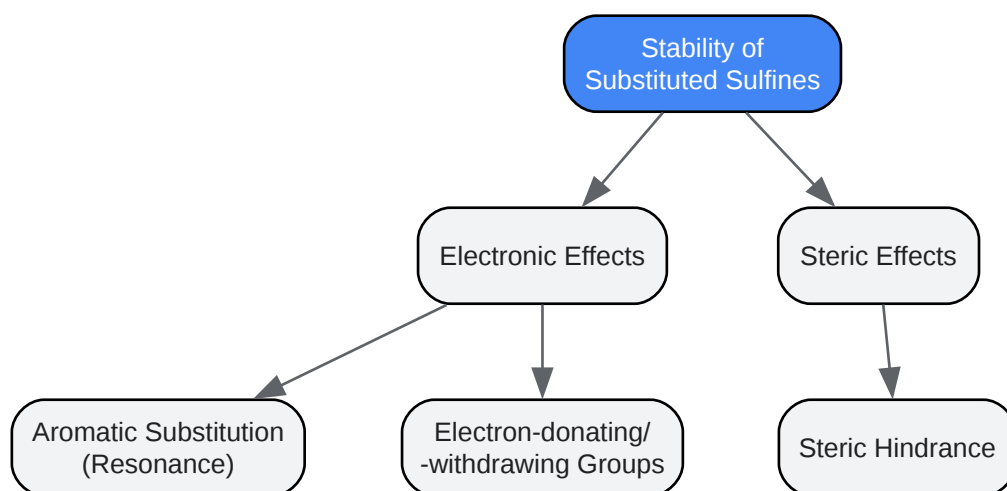 Stability of
Substituted Sulfines
Electronic Effects
Steric Effects
Aromatic Substitution
(Resonance)
Electron-donating/
-withdrawing Groups
Steric Hindrance